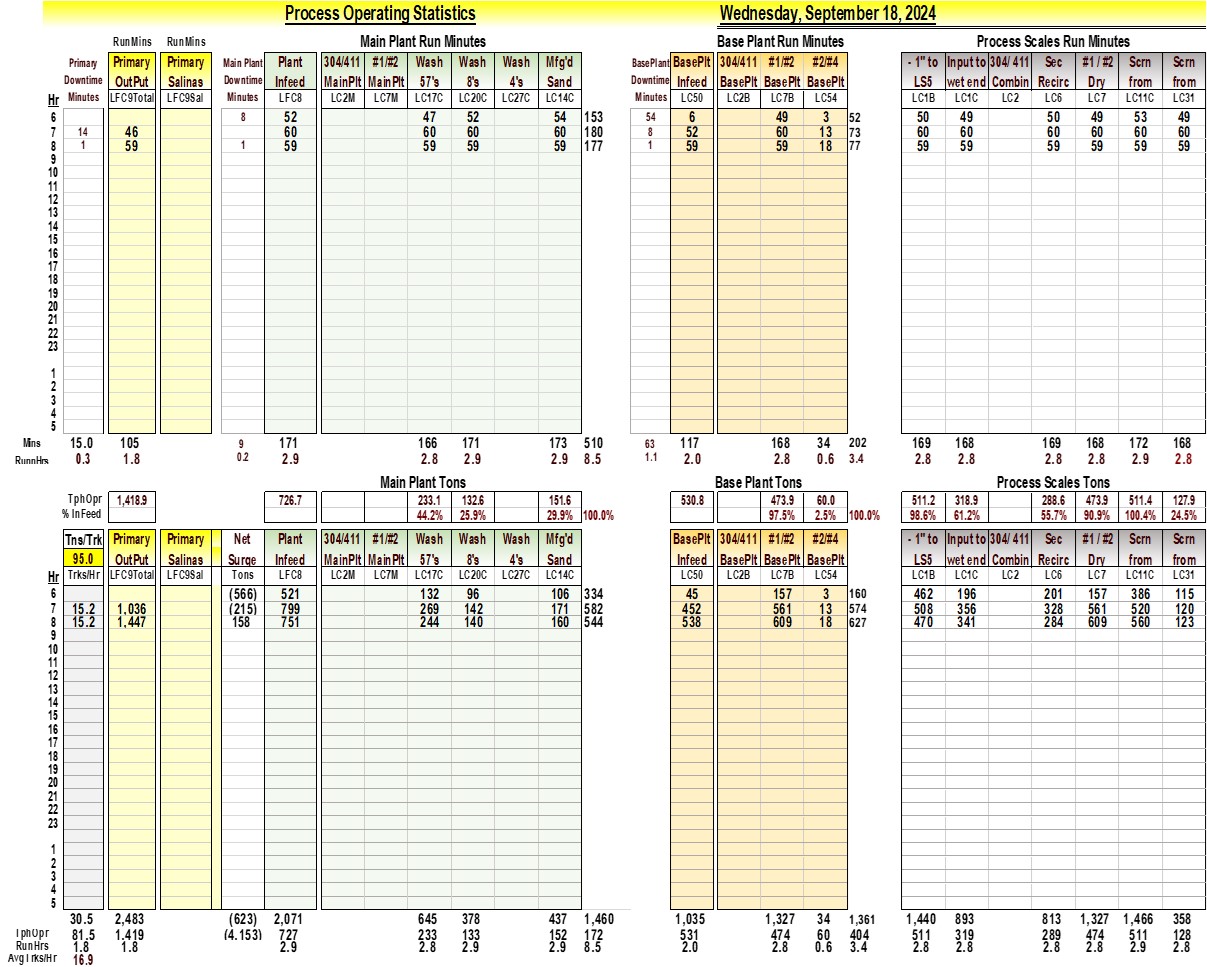 Process Operating Statistics Wednesday, September 18, 2024
RunMins RunMins Main Plant Run Minutes Base Plant Run Minutes Process Scales Run Minutes
Primary Primary Primary Main Plant Plant 304/411 #1/#2 Wash Wash Wash Mfg'd BasePlant BasePlt 304/411 #1/#2 #2/#4 - 1" to Input to 304/ 411 Sec #1 / #2 Scrn Scrn
Downtime OutPut Salinas Downtime Infeed MainPlt MainPlt 57's 8's 4's Sand Downtime Infeed BasePlt BasePlt BasePlt LS5 wet end Combin Recirc Dry from from
Hr Minutes LFC9Total LFC9Sal Minutes LFC8 LC2M LC7M LC17C LC20C LC27C LC14C Minutes LC50 LC2B LC7B LC54 LC1B LC1C LC2 LC6 LC7 LC11C LC31
6 8 52 47 52 54 153 54 6 49 3 52 50 49 50 49 53 49
7 14 46 60 60 60 60 180 8 52 60 13 73 60 60 60 60 60 60
8 1 59 1 59 59 59 59 177 1 59 59 18 77 59 59 59 59 59 59
9
10
11
12
13
14
15
16
17
18
19
20
21
22
23
1
2
3
4
5
Mins 15.0 105 9 171 166 171 173 510 63 117 168 34 202 169 168 169 168 172 168
RunnHrs 0.3 1.8 0.2 2.9 2.8 2.9 2.9 8.5 1.1 2.0 2.8 0.6 3.4 2.8 2.8 2.8 2.8 2.9 2.8
Main Plant Tons Base Plant Tons Process Scales Tons
TphOpr 1,418.9 726.7 233.1 132.6 151.6 530.8 473.9 60.0 511.2 318.9 288.6 473.9 511.4 127.9
% InFeed 44.2% 25.9% 29.9% 100.0% 97.5% 2.5% 100.0% 98.6% 61.2% 55.7% 90.9% 100.4% 24.5%
Tns/Trk Primary Primary Net Plant 304/411 #1/#2 Wash Wash Wash Mfg'd BasePlt 304/411 #1/#2 #2/#4 - 1" to Input to 304/ 411 Sec #1 / #2 Scrn Scrn
95.0 OutPut Salinas Surge Infeed MainPlt MainPlt 57's 8's 4's Sand Infeed BasePlt BasePlt BasePlt LS5 wet end Combin Recirc Dry from from
Hr Trks/Hr LFC9Total LFC9Sal Tons LFC8 LC2M LC7M LC17C LC20C LC27C LC14C LC50 LC2B LC7B LC54 LC1B LC1C LC2 LC6 LC7 LC11C LC31
6 (566) 521 132 96 106 334 45 157 3 160 462 196 201 157 386 115
7 15.2 1,036 (215) 799 269 142 171 582 452 561 13 574 508 356 328 561 520 120
8 15.2 1,447 158 751 244 140 160 544 538 609 18 627 470 341 284 609 560 123
9
10
11
12
13
14
15
16
17
18
19
20
21
22
23
1
2
3
4
5
30.5 2,483 (623) 2,071 645 378 437 1,460 1,035 1,327 34 1,361 1,440 893 813 1,327 1,466 358
TphOpr 81.5 1,419 (4,153) 727 233 133 152 172 531 474 60 404 511 319 289 474 511 128
RunHrs 1.8 1.8 2.9 2.8 2.9 2.9 8.5 2.0 2.8 0.6 3.4 2.8 2.8 2.8 2.8 2.9 2.8
AvgTrks/Hr 16.9